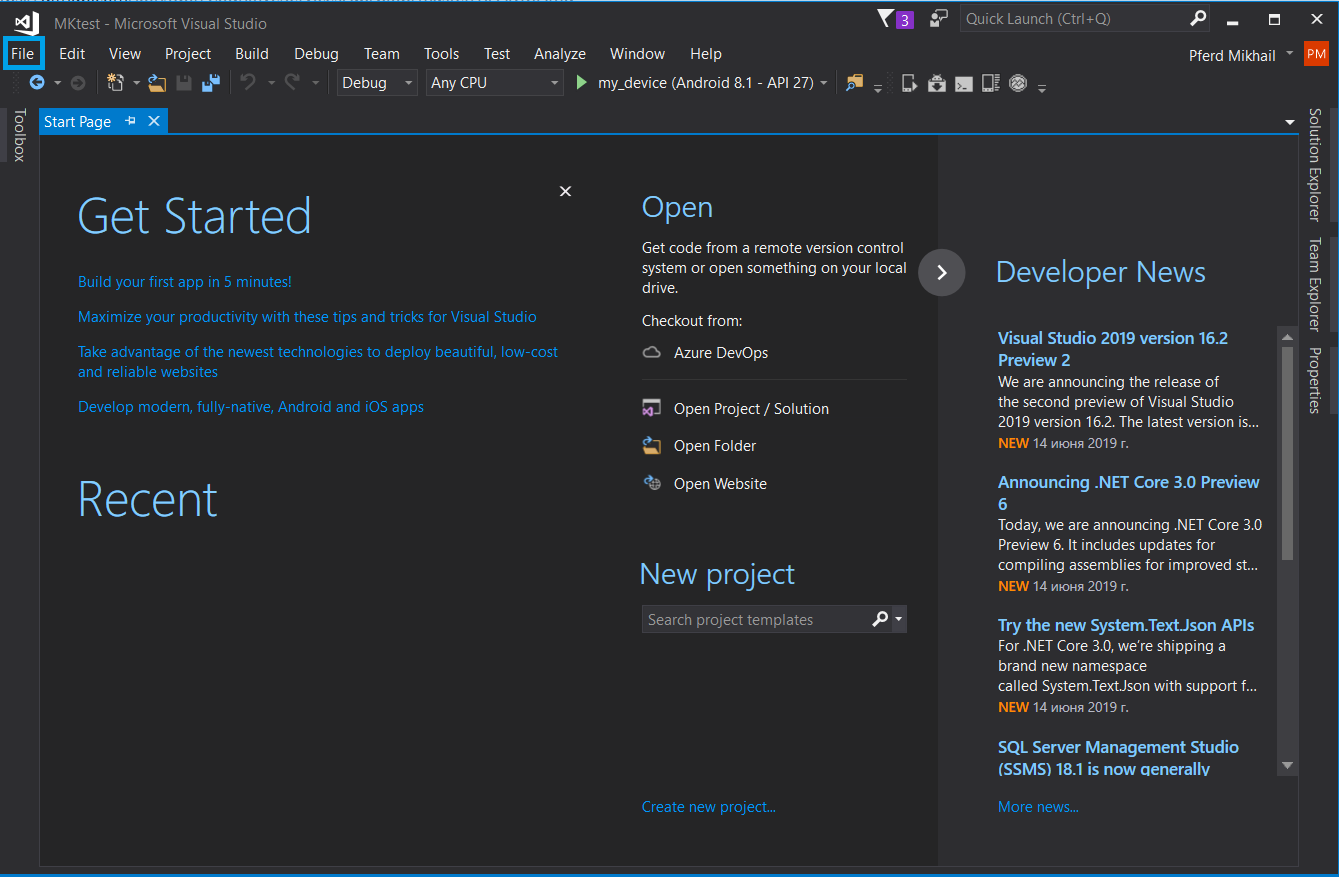 MKtest - Microsoft Visual Studio
3
Quick Launch (Ctrl+Q)
File Edit View Project Build Debug Team Tools Test Analyze Window Help
Pferd Mikhail
PM
Debug
Any CPU
my_device (Android 8.1 - API 27)
Toolbox
Start Page
Get Started
Build your first app in 5 minutes!
Maximize your productivity with these tips and tricks for Visual Studio
Take advantage of the newest technologies to deploy beautiful, low-cost
and reliable websites
Develop modern, fully-native, Android and iOS apps
Recent
Open
Get code from a remote version control
system or open something on your local
drive.
Checkout from:
Azure DevOps
Open Project / Solution
Open Folder
Open Website
New project
Search project templates
Create new project...
Developer News
Visual Studio 2019 version 16.2
Preview 2
We are announcing the release of
the second preview of Visual Studio
2019 version 16.2. The latest version is...
NEW 14 июня 2019 г.
Announcing .NET Core 3.0 Preview
6
Today, we are announcing .NET Core 3.0
Preview 6. It includes updates for
compiling assemblies for improved st...
NEW 14 июня 2019 г.
Try the new System.Text.Json APIs
For .NET Core 3.0, we're shipping a
brand new namespace
called System.Text.Json with support f...
NEW 14 июня 2019 г.
SQL Server Management Studio
(SSMS) 18.1 is now generally
More news...
Solution Explorer
Team Explorer
Properties